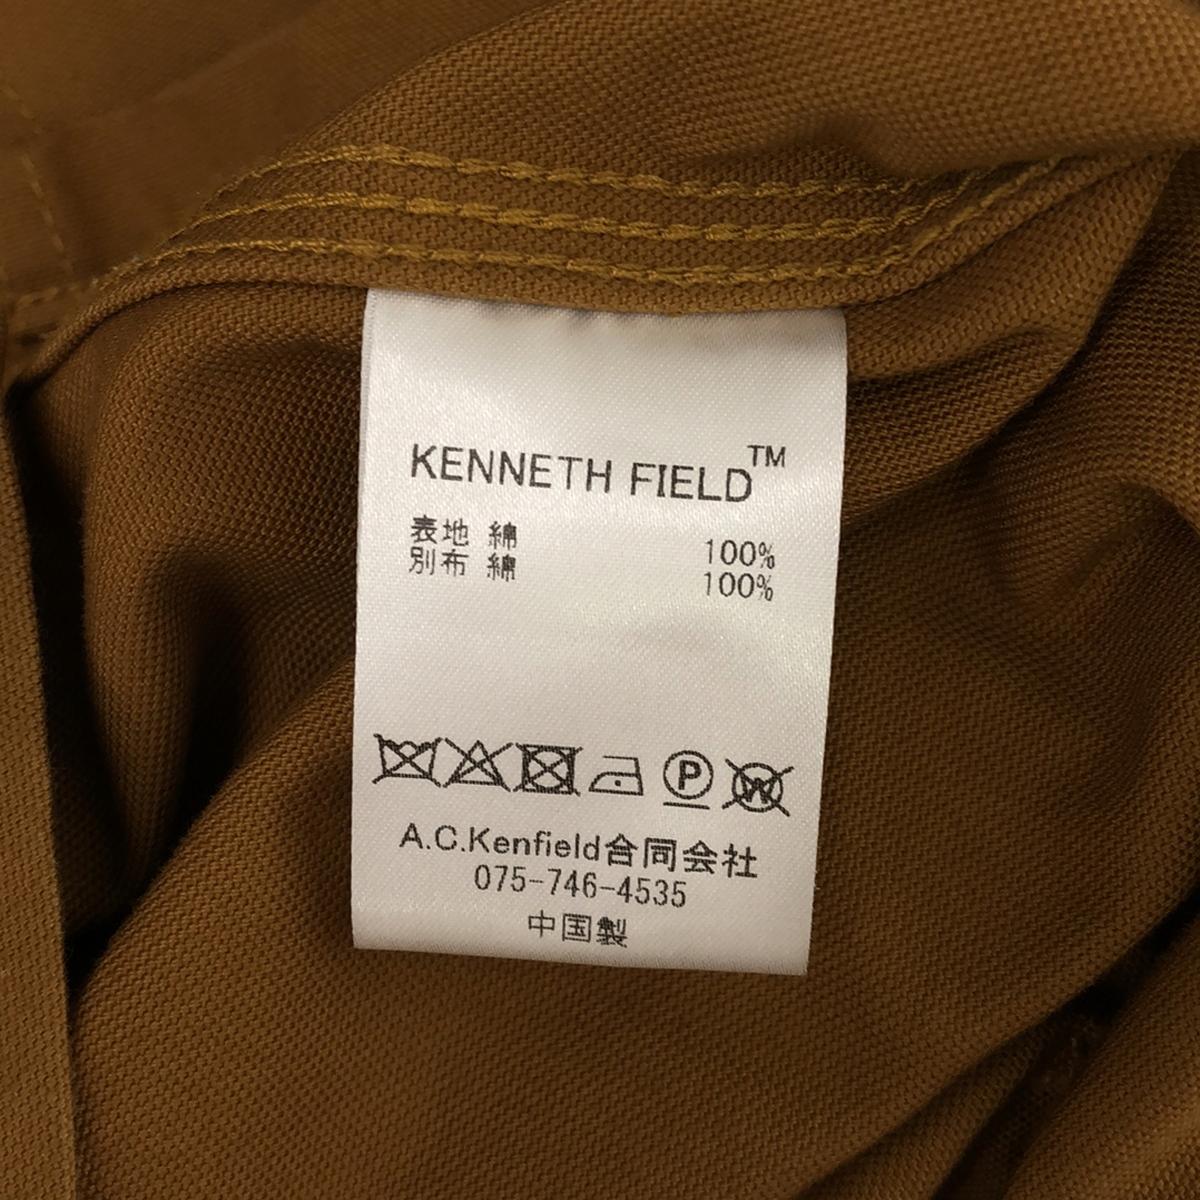 KENNETH FIELD™
表地 綿 100%
別布 綿 100%
P W
A.C.Kenfield合同会社
075-746-4535
中国製